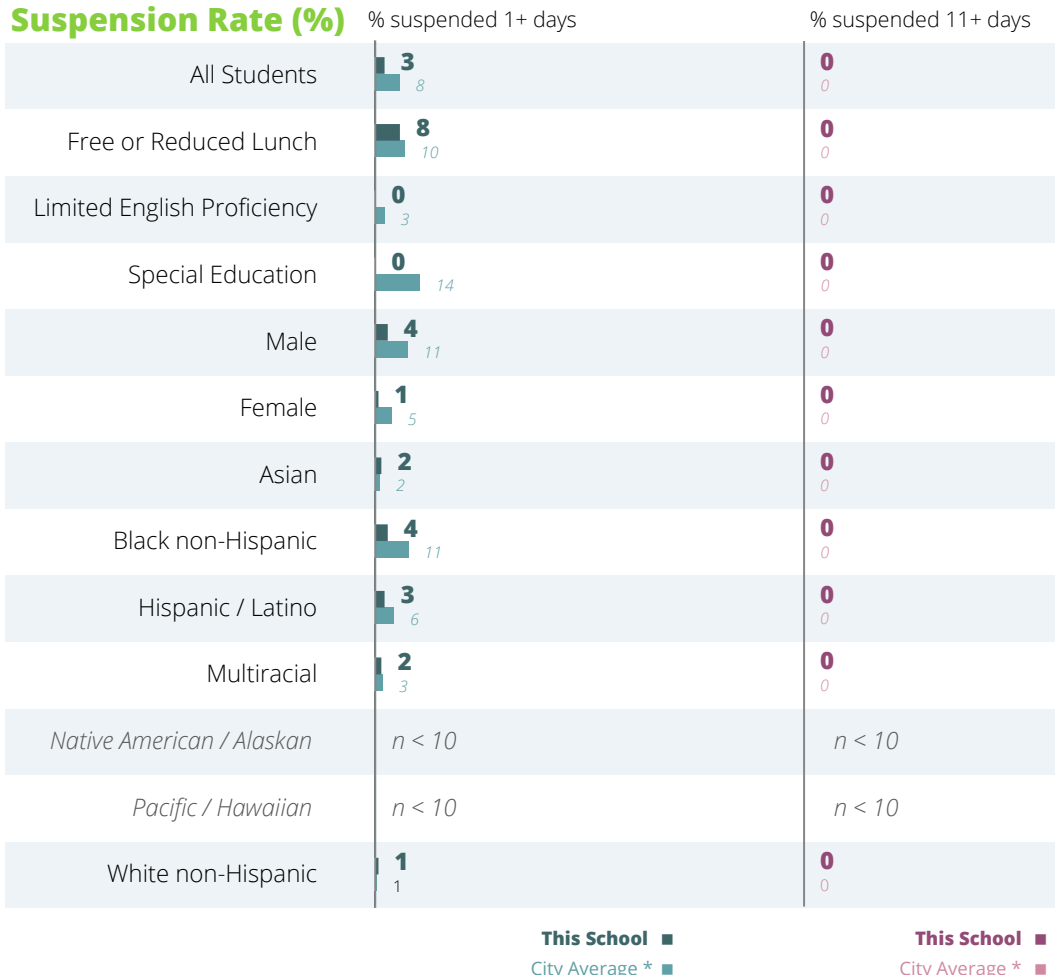 Suspension Rate (%) % suspended 1+ days % suspended 11+ days
All Students 3 0
8 0
Free or Reduced Lunch 8 0
10 0
Limited English Proficiency 0 0
3 0
Special Education 0 0
14 0
Male 4 0
11 0
Female 1 0
5 0
Asian 2 0
2 0
Black non-Hispanic 4 0
11 0
Hispanic / Latino 3 0
6 0
Multiracial 2 0
3 0
Native American / Alaskan n < 10 n < 10
Pacific / Hawaiian n < 10 n < 10
White non-Hispanic 1 0
1 0
This School This School
City Average * City Average *